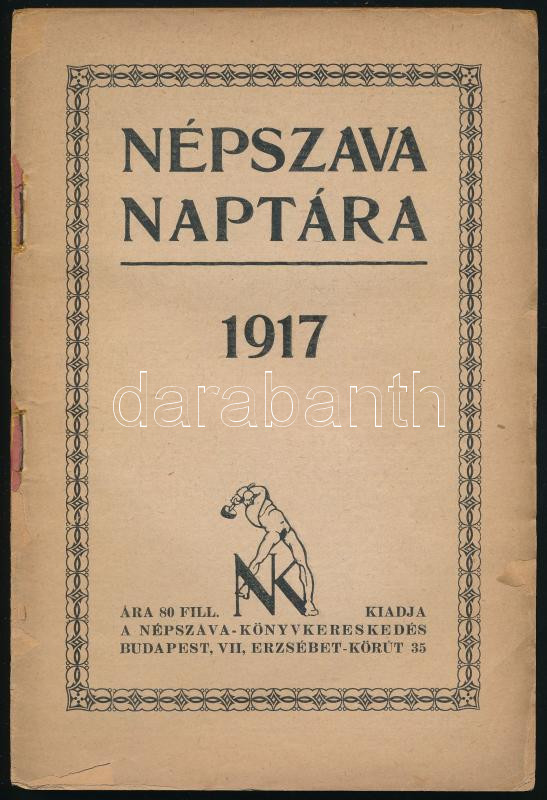 NÉPSZAVA
NAPTÁRA
1917
darabanth
NK
ÁRA 80 FILL. KIADJA
A NÉPSZAVA-KÖNYVKERESKEDÉS
BUDAPEST, VII, ERZSÉBET-KÖRÚT 35